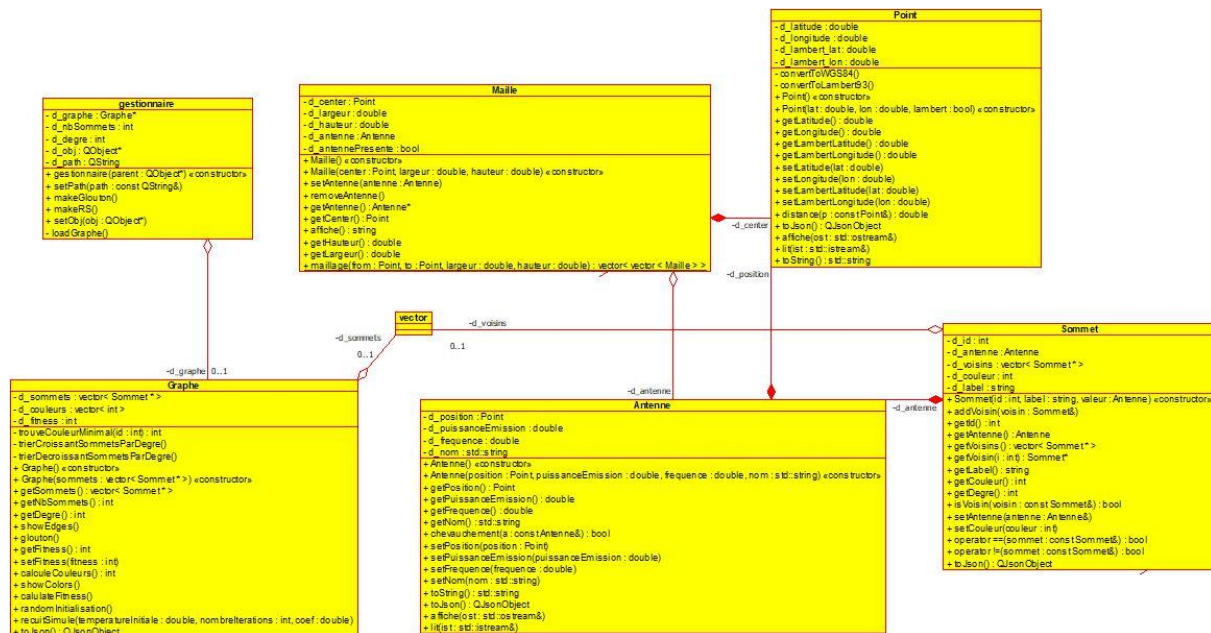 gestionnaire
- d_graphe : Graphe*
- d_nbSommets : int
- d_degre : int
- d_obj : QObject*
- d_path : QString
+ gestionnaire(parent : QObject*) «constructor»
+ setPath(path : const QString&)
+ makeGlouton()
+ makeRS()
+ setObj(obj : QObject*)
- loadGraphe()
Maille
- d_center : Point
- d_largeur : double
- d_hauteur : double
- d_antenne : Antenne
- d_antennePresente : bool
+ Maille() «constructor»
+ Maille(center : Point, largeur : double, hauteur : double) «constructor»
+ setAntenne(antenne : Antenne)
+ removeAntenne()
+ getAntenne() : Antenne*
+ getCenter() : Point
+ affiche() : string
+ getHauteur() : double
+ getLargeur() : double
+ maillage(from : Point, to : Point, largeur : double, hauteur : double) : vector< vector < Maille > >
Point
- d_latitude : double
- d_longitude : double
- d_lambert_lat : double
- d_lambert_lon : double
- convertToWGS84()
- convertToLambert93()
+ Point() «constructor»
+ Point(lat : double, lon : double, lambert : bool) «constructor»
+ getLatitude() : double
+ getLongitude() : double
+ getLambertLatitude() : double
+ getLambertLongitude() : double
+ setLatitude(lat : double)
+ setLongitude(lon : double)
+ setLambertLatitude(lat : double)
+ setLambertLongitude(lon : double)
+ distance(p : const Point&) : double
+ toJson() : QJsonObject
+ affiche(ost : std::ostream&)
+ lit(ist : std::istream&)
+ toString() : std::string
-d_center
-d_position
vector
-d_sommets
0..1
-d_voisins
0..1
-d_graphe
0..1
-d_antenne
-d_antenne
Graphe
- d_sommets : vector< Sommet * >
- d_couleurs : vector< int >
- d_fitness : int
- trouveCouleurMinimal(id : int) : int
- trierCroissantSommetsParDegre()
- trierDecroissantSommetsParDegre()
+ Graphe() «constructor»
+ Graphe(sommets : vector< Sommet * >) «constructor»
+ getSommets() : vector< Sommet * >
+ getNbSommets() : int
+ getDegre() : int
+ showEdges()
+ glouton()
+ getFitness() : int
+ setFitness(fitness : int)
+ calculeCouleurs() : int
+ showColors()
+ calulateFitness()
+ randomInitialisation()
+ recuitSimule(temperatureInitiale : double, nombreIterations : int, coef : double)
+ toJson() : QJsonObject
Antenne
- d_position : Point
- d_puissanceEmission : double
- d_frequence : double
- d_nom : std::string
+ Antenne() «constructor»
+ Antenne(position : Point, puissanceEmission : double, frequence : double, nom : std::string) «constructor»
+ getPosition() : Point
+ getPuissanceEmission() : double
+ getFrequence() : double
+ getNom() : std::string
+ chevauchement(a : const Antenne&) : bool
+ setPosition(position : Point)
+ setPuissanceEmission(puissanceEmission : double)
+ setFrequence(frequence : double)
+ setNom(nom : std::string)
+ toString() : std::string
+ toJson() : QJsonObject
+ affiche(ost : std::ostream&)
+ lit(ist : std::istream&)
Sommet
- d_id : int
- d_antenne : Antenne
- d_voisins : vector< Sommet * >
- d_couleur : int
- d_label : string
+ Sommet(id : int, label : string, valeur : Antenne) «constructor»
+ addVoisin(voisin : Sommet&)
+ getId() : int
+ getAntenne() : Antenne
+ getVoisins() : vector< Sommet * >
+ getVoisin(i : int) : Sommet*
+ getLabel() : string
+ getCouleur() : int
+ getDegre() : int
+ isVoisin(voisin : const Sommet&) : bool
+ setAntenne(antenne : Antenne&)
+ setCouleur(couleur : int)
+ operator ==(sommet : const Sommet&) : bool
+ operator !=(sommet : const Sommet&) : bool
+ toJson() : QJsonObject